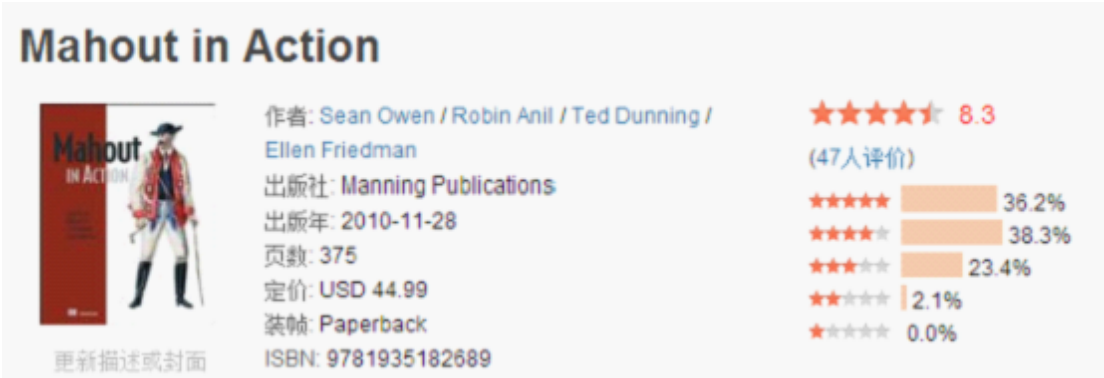 Mahout in Action
Mahout
IN ACTION
更新描述或封面
作者: Sean Owen / Robin Anil / Ted Dunning /
Ellen Friedman
出版社: Manning Publications
出版年: 2010-11-28
页数: 375
定价: USD 44.99
装帧: Paperback
ISBN: 9781935182689
8.3
(47人评价)
36.2%
38.3%
23.4%
2.1%
0.0%